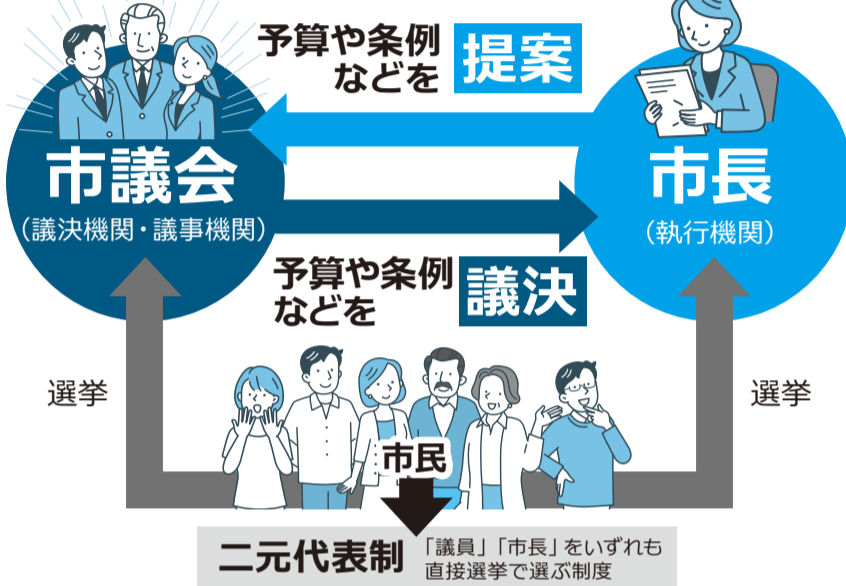 予算や条例
などを 提案
市議会
(議決機関・議事機関)
市長
(執行機関)
予算や条例
などを 議決
選挙
選挙
市民
二元代表制
「議員」「市長」をいずれも
直接選挙で選ぶ制度